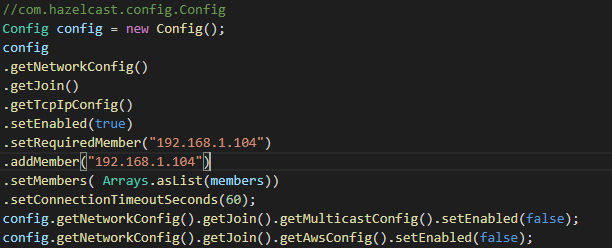 //com.hazelcast.config.Config
Config config = new Config();
config
.getNetworkConfig()
.getJoin()
.getTcpIpConfig()
.setEnabled(true)
.setRequiredMember("192.168.1.104")
.addMember("192.168.1.104")
.setMembers( Arrays.asList(members))
.setConnectionTimeoutSeconds(60);
config.getNetworkConfig().getJoin().getMulticastConfig().setEnabled(false);
config.getNetworkConfig().getJoin().getAwsConfig().setEnabled(false);